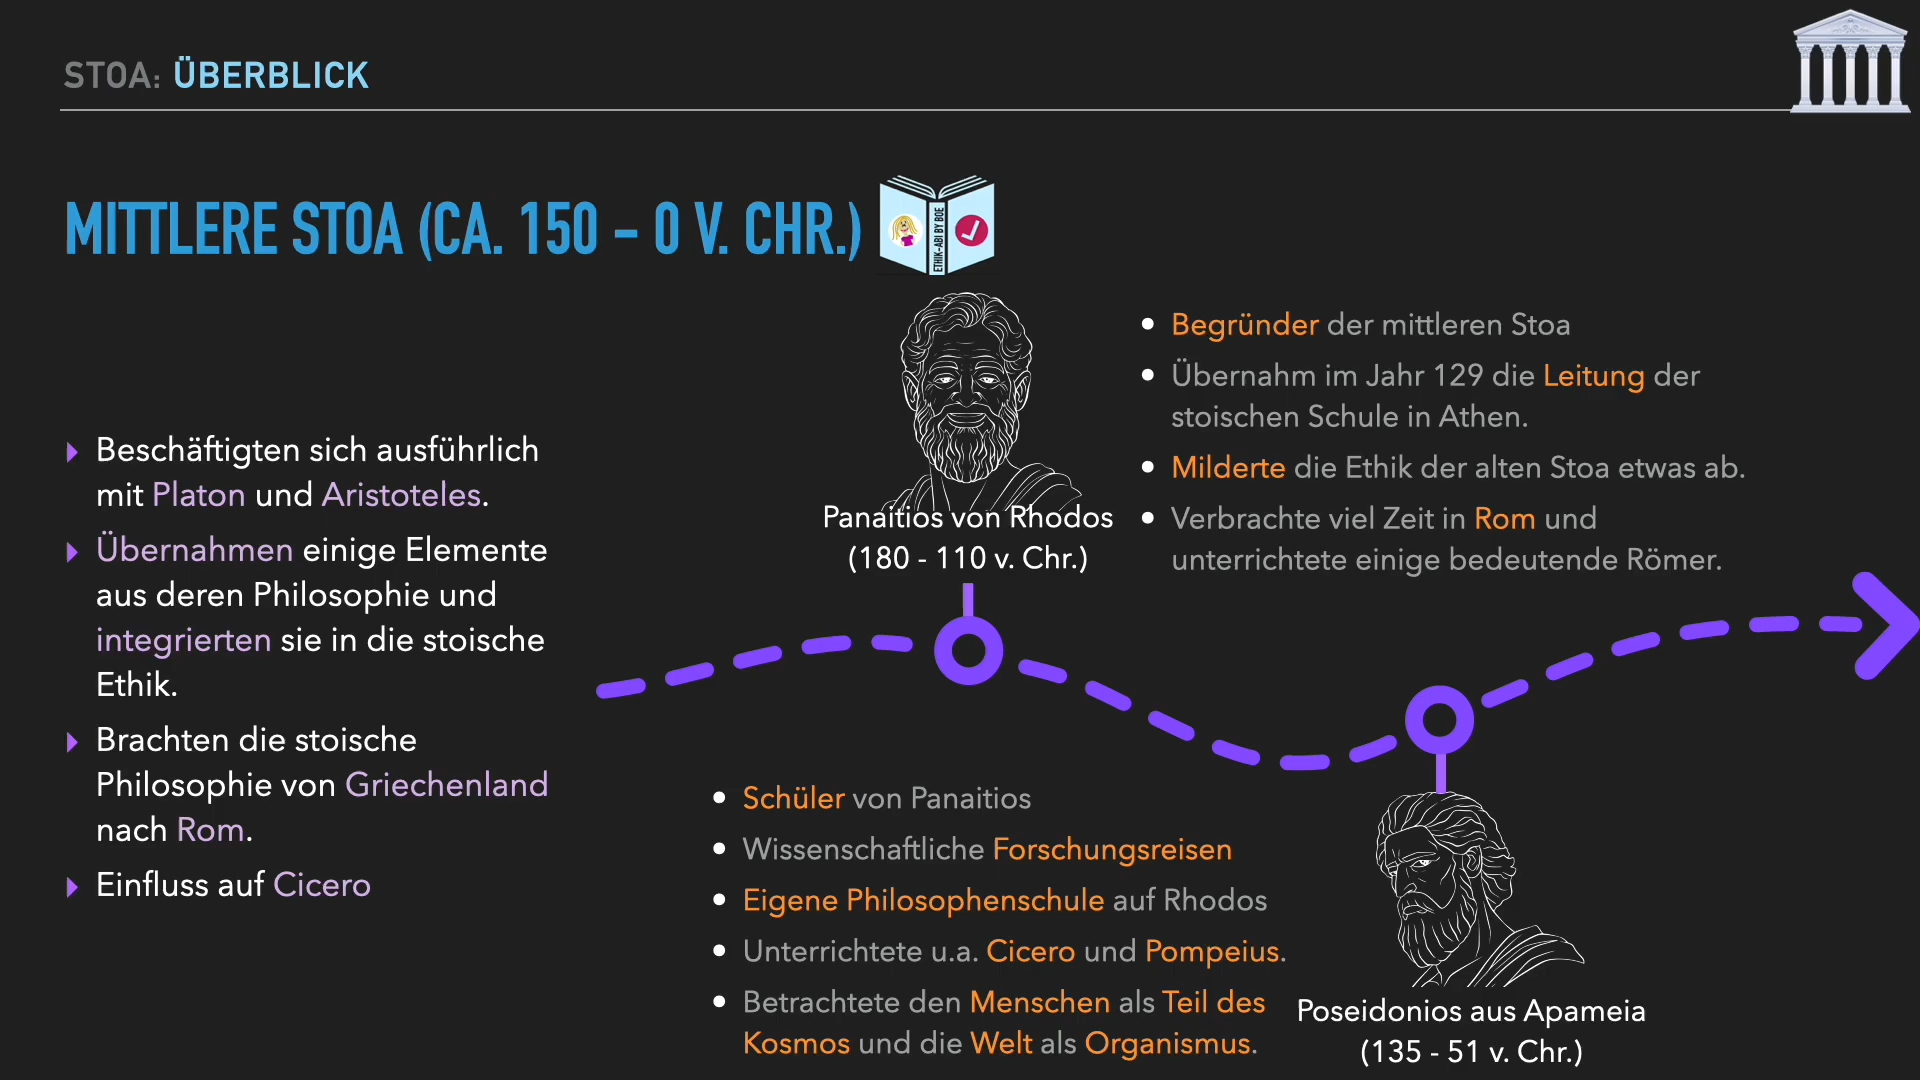 STOA: ÜBERBLICK
MITTLERE STOA (CA. 150 – 0 V. CHR.)
ETHIK-ABI BY BOE
Beschäftigten sich ausführlich
mit Platon und Aristoteles.
Übernahmen einige Elemente
aus deren Philosophie und
integrierten sie in die stoische
Ethik.
Brachten die stoische
Philosophie von Griechenland
nach Rom.
Einfluss auf Cicero
Panaitios von Rhodos
(180 - 110 v. Chr.)
• Begründer der mittleren Stoa
• Übernahm im Jahr 129 die Leitung der
stoischen Schule in Athen.
• Milderte die Ethik der alten Stoa etwas ab.
• Verbrachte viel Zeit in Rom und
unterrichtete einige bedeutende Römer.
• Schüler von Panaitios
• Wissenschaftliche Forschungsreisen
• Eigene Philosophenschule auf Rhodos
• Unterrichtete u.a. Cicero und Pompeius.
• Betrachtete den Menschen als Teil des
Kosmos und die Welt als Organismus.
Poseidonios aus Apameia
(135 - 51 v. Chr.)